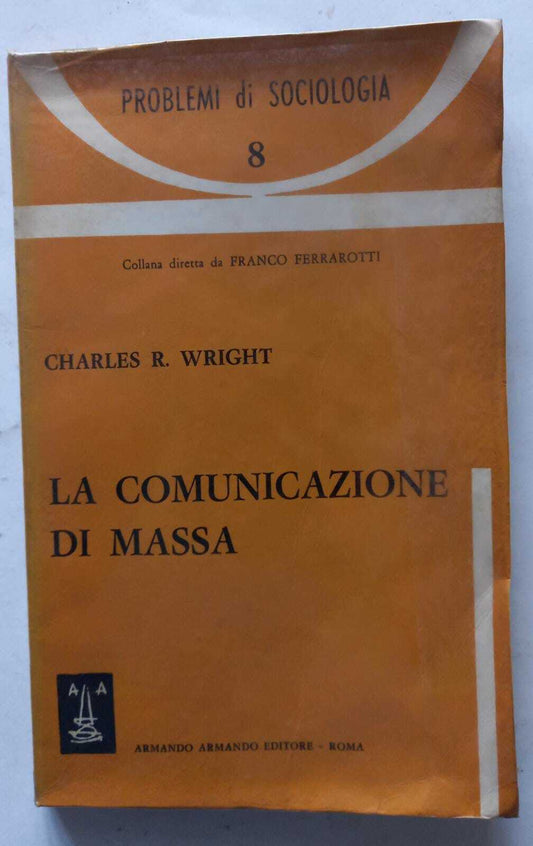 PROBLEMI di SOCIOLOGIA
8
Collana diretta da FRANCO FERRAROTTI
CHARLES R. WRIGHT
LA COMUNICAZIONE
DI MASSA
A A
ARMANDO ARMANDO EDITORE - ROMA